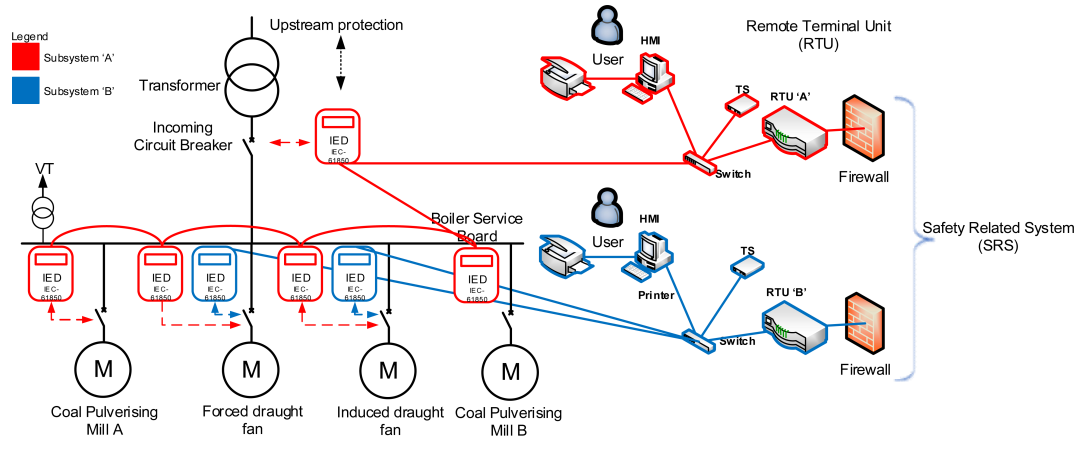 Legend
Subsystem ‘A’
Subsystem ‘B’
Upstream protection
Transformer
Incoming
Circuit Breaker
IED
IEC-
61850
VT
Boiler Service
Board
IED
IEC-
61850
IED
IEC-
61850
IED
IEC-
61850
IED
IEC-
61850
IED
IEC-
61850
IED
IEC-
61850
M
M
M
M
Coal Pulverising
Mill A
Forced draught
fan
Induced draught
fan
Coal Pulverising
Mill B
User
HMI
Remote Terminal Unit
(RTU)
TS
RTU ‘A’
Switch
Firewall
User
HMI
Printer
TS
RTU ‘B’
Switch
Firewall
Safety Related System
(SRS)